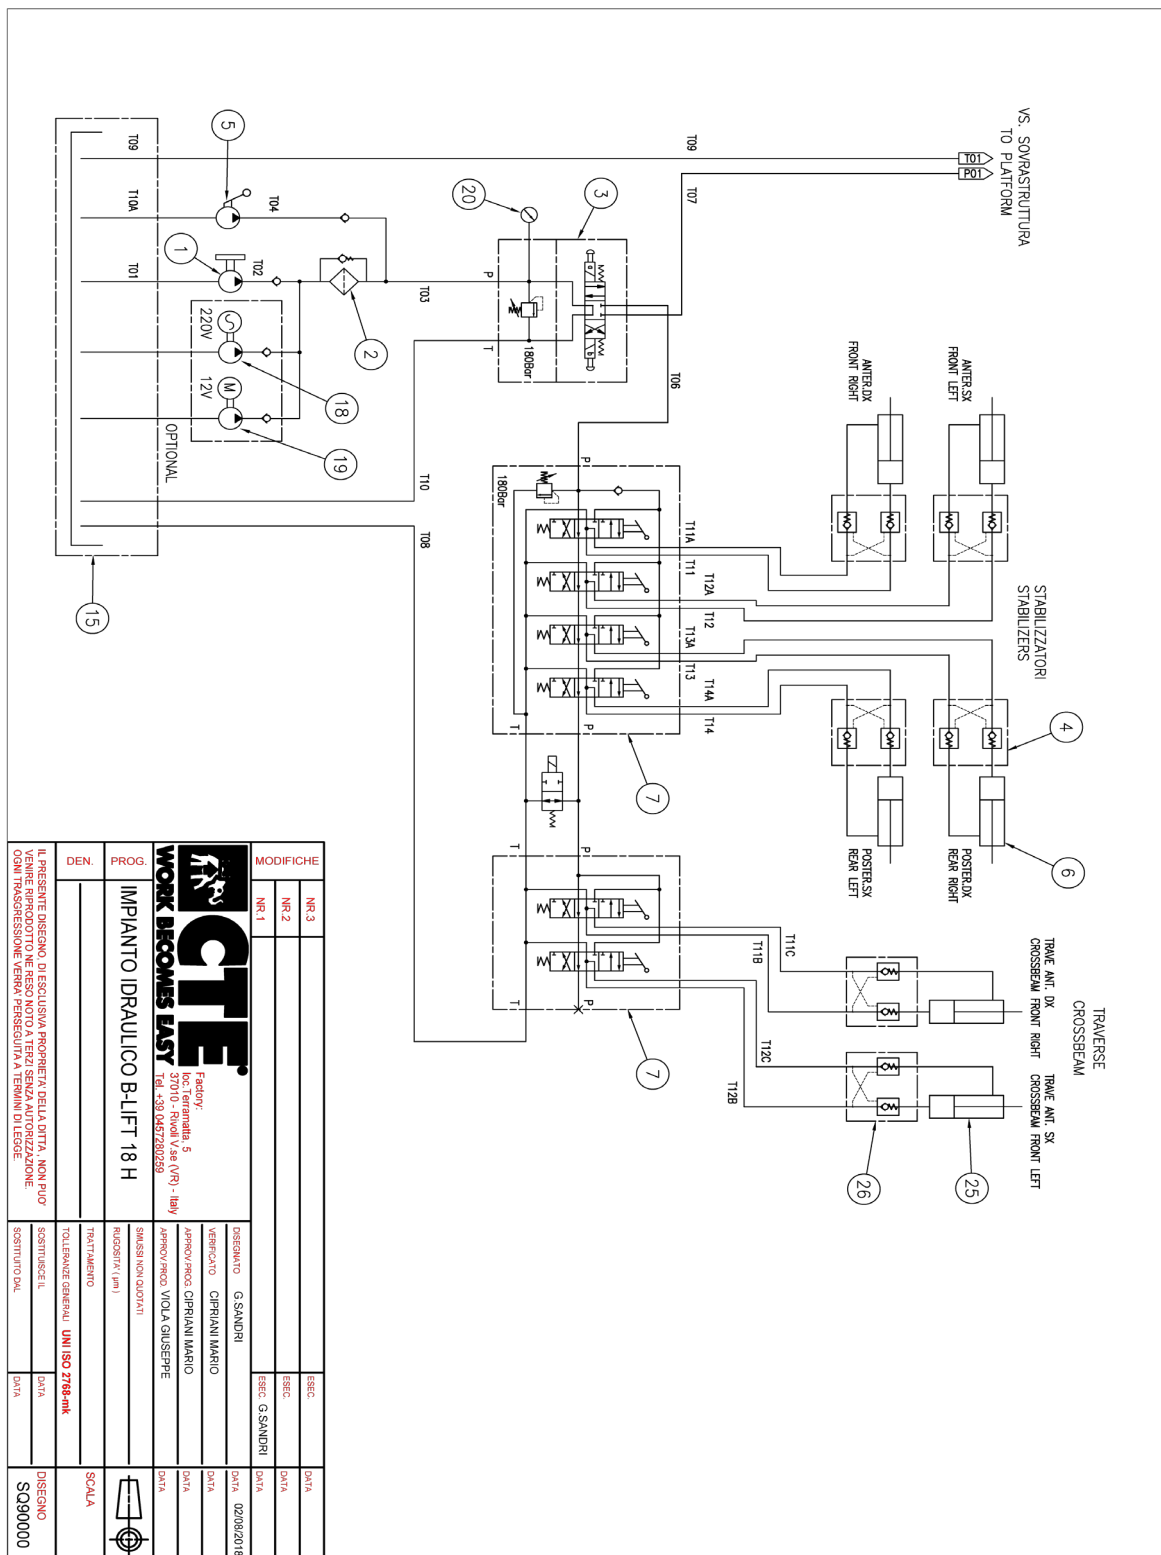 VS. SOVRASTRUTTURA
TO PLATFORM
T01
P01
T09
T07
T09
T10A
T01
T04
T02
T03
T06
T10
T08
5
1
2
3
20
18
19
15
220V
12V
OPTIONAL
P
T
180Bar
P
180Bar
T11A
T11
T12A
T12
T13A
T13
T14A
T14
T
P
7
ANTER.DX
FRONT RIGHT
ANTER.SX
FRONT LEFT
STABILIZZATORI
STABILIZERS
4
6
POSTER.SX
REAR LEFT
POSTER.DX
REAR RIGHT
T
P
T11C
T11B
T12C
T12B
T
P
7
TRAVERSE
CROSSBEAM
TRAVE ANT. DX
CROSSBEAM FRONT RIGHT
TRAVE ANT. SX
CROSSBEAM FRONT LEFT
25
26
M
MODIFICHE
NR.3
NR.2
NR.1
ESEC.
ESEC.
ESEC. G.SANDRI
DATA
DATA
DATA
CTE
WORK BECOMES EASY
Factory:
loc.Terramatta, 5
37010 - Rivoli V.se (VR) - Italy
Tel. +39 0457280259
DISEGNATO G.SANDRI
DATA 02/08/2018
VERIFICATO CIPRIANI MARIO
DATA
APPROV.PROG. CIPRIANI MARIO
DATA
APPROV.PROD. VIOLA GIUSEPPE
DATA
PROG.
IMPIANTO IDRAULICO B-LIFT 18 H
SMUSSI NON QUOTATI
RUGOSITA' ( µm )
DEN.
TRATTAMENTO
TOLLERANZE GENERALI UNI ISO 2768-mk
SCALA
IL PRESENTE DISEGNO, DI ESCLUSIVA PROPRIETA' DELLA DITTA , NON PUO'
VENIRE RIPRODOTTO NE RESO NOTO A TERZI SENZA AUTORIZZAZIONE.
OGNI TRASGRESSIONE VERRA' PERSEGUITA A TERMINI DI LEGGE.
SOSTITUISCE IL
DATA
SOSTITUITO DAL
DATA
DISEGNO
SQ90000